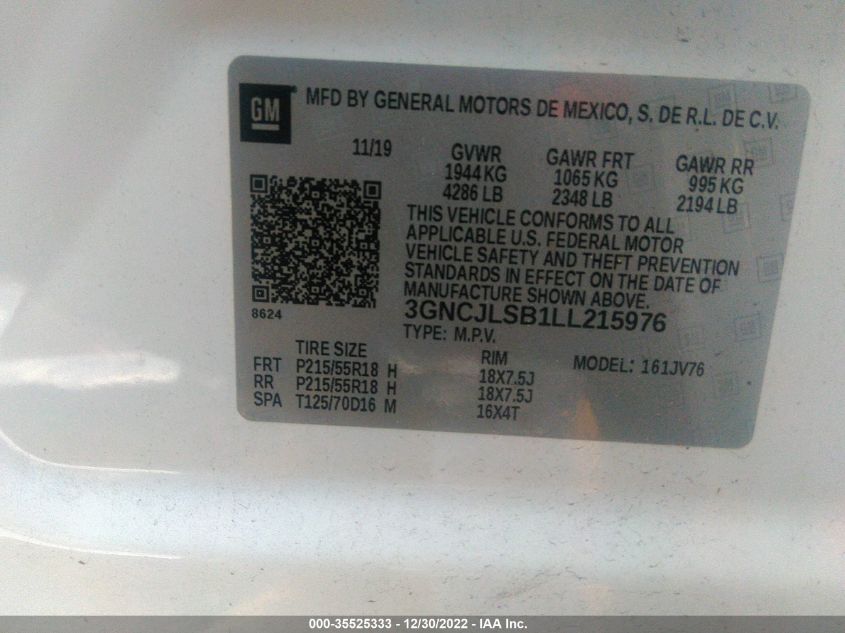 GM
MFD BY GENERAL MOTORS DE MEXICO, S. DE R.L. DE C.V.
11/19 GVWR GAWR FRT GAWR RR
1944 KG 1065 KG 995 KG
4286 LB 2348 LB 2194 LB
THIS VEHICLE CONFORMS TO ALL
APPLICABLE U.S. FEDERAL MOTOR
VEHICLE SAFETY AND THEFT PREVENTION
STANDARDS IN EFFECT ON THE DATE OF
MANUFACTURE SHOWN ABOVE.
8624
3GNCJLSB1LL215976
TYPE: M.P.V.
TIRE SIZE RIM MODEL: 161JV76
FRT P215/55R18 H 18X7.5J
RR P215/55R18 H 18X7.5J
SPA T125/70D16 M 16X4T
000-35525333 - 12/30/2022 - IAA Inc.